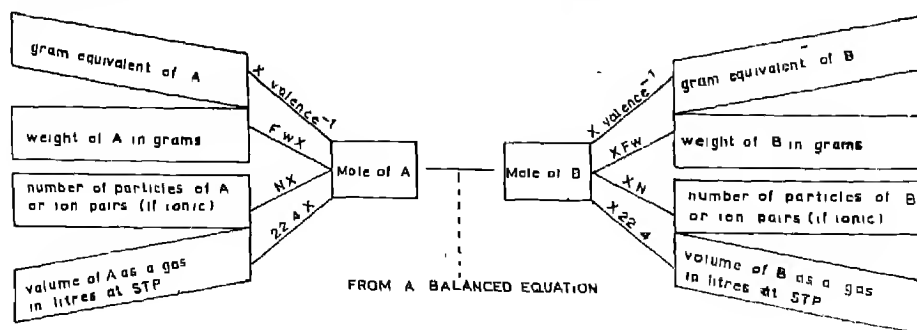 gram equivalent of A
weight of A in grams
number of particles of A
or ion pairs (if ionic)
volume of A as a gas
in litres at STP
X valence⁻¹
FwX
NX
22 4 X
Mole of A
Mole of B
FROM A BALANCED EQUATION
X valence⁻¹
XFw
XN
X22 4
gram equivalent of B
weight of B in grams
number of particles of B
or ion pairs (if ionic)
volume of B as a gas
in litres at STP